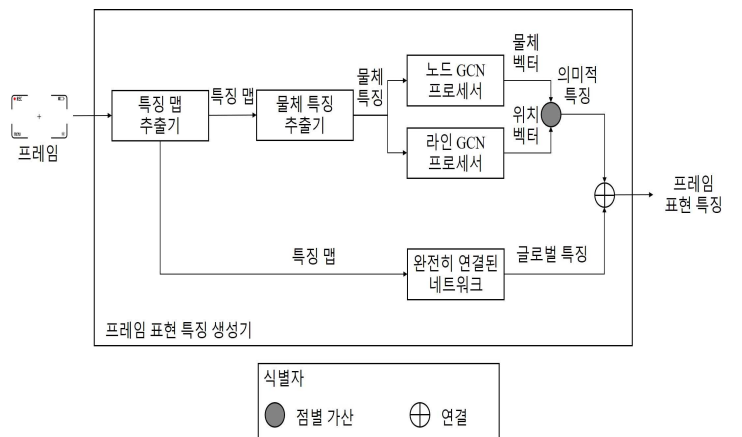 프레임
특징 맵
추출기
특징 맵
물체 특징
추출기
물체
특징
노드 GCN
프로세서
라인 GCN
프로세서
물체
벡터
위치
벡터
의미적
특징
프레임
표현 특징
특징 맵
완전히 연결된
네트워크
글로벌 특징
프레임 표현 특징 생성기
식별자
점별 가산
연결